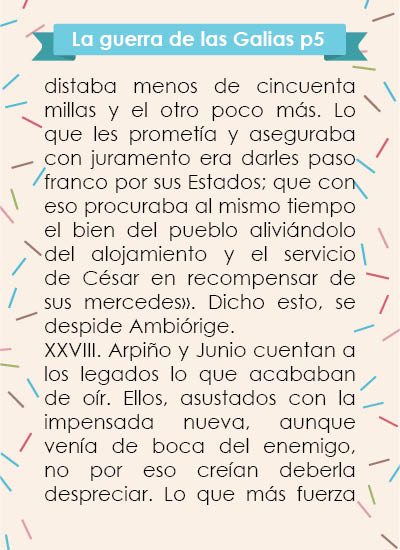 La guerra de las Galias p5
distaba menos de cincuenta
millas y el otro poco más. Lo
que les prometía y aseguraba
con juramento era darles paso
franco por sus Estados; que con
eso procuraba al mismo tiempo
el bien del pueblo aliviándolo
del alojamiento y el servicio
de César en recompensar de
sus mercedes». Dicho esto, se
despide Ambiórige.
XXVIII. Arpiño y Junio cuentan a
los legados lo que acababan
de oír. Ellos, asustados con la
impensada nueva, aunque
venía de boca del enemigo,
no por eso creían deberla
despreciar. Lo que más fuerza